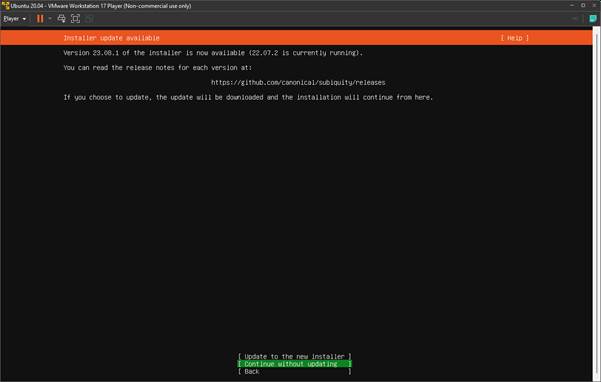 Ubuntu 20.04 - VMware Workstation 17 Player (Non-commercial use only)
Player
Installer update available [ Help ]
Version 23.08.1 of the installer is now available (22.07.2 is currently running).
You can read the release notes for each version at:
https://github.com/canonical/subiquity/releases
If you choose to update, the update will be downloaded and the installation will continue from here.
[ Update to the new installer ]
[ Continue without updating ]
[ Back ]